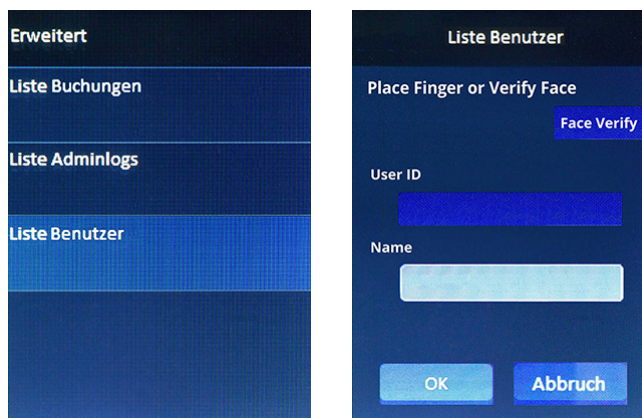 Erweitert
Liste Buchungen
Liste Adminlogs
Liste Benutzer
Liste Benutzer
Place Finger or Verify Face
Face Verify
User ID
Name
OK
Abbruch